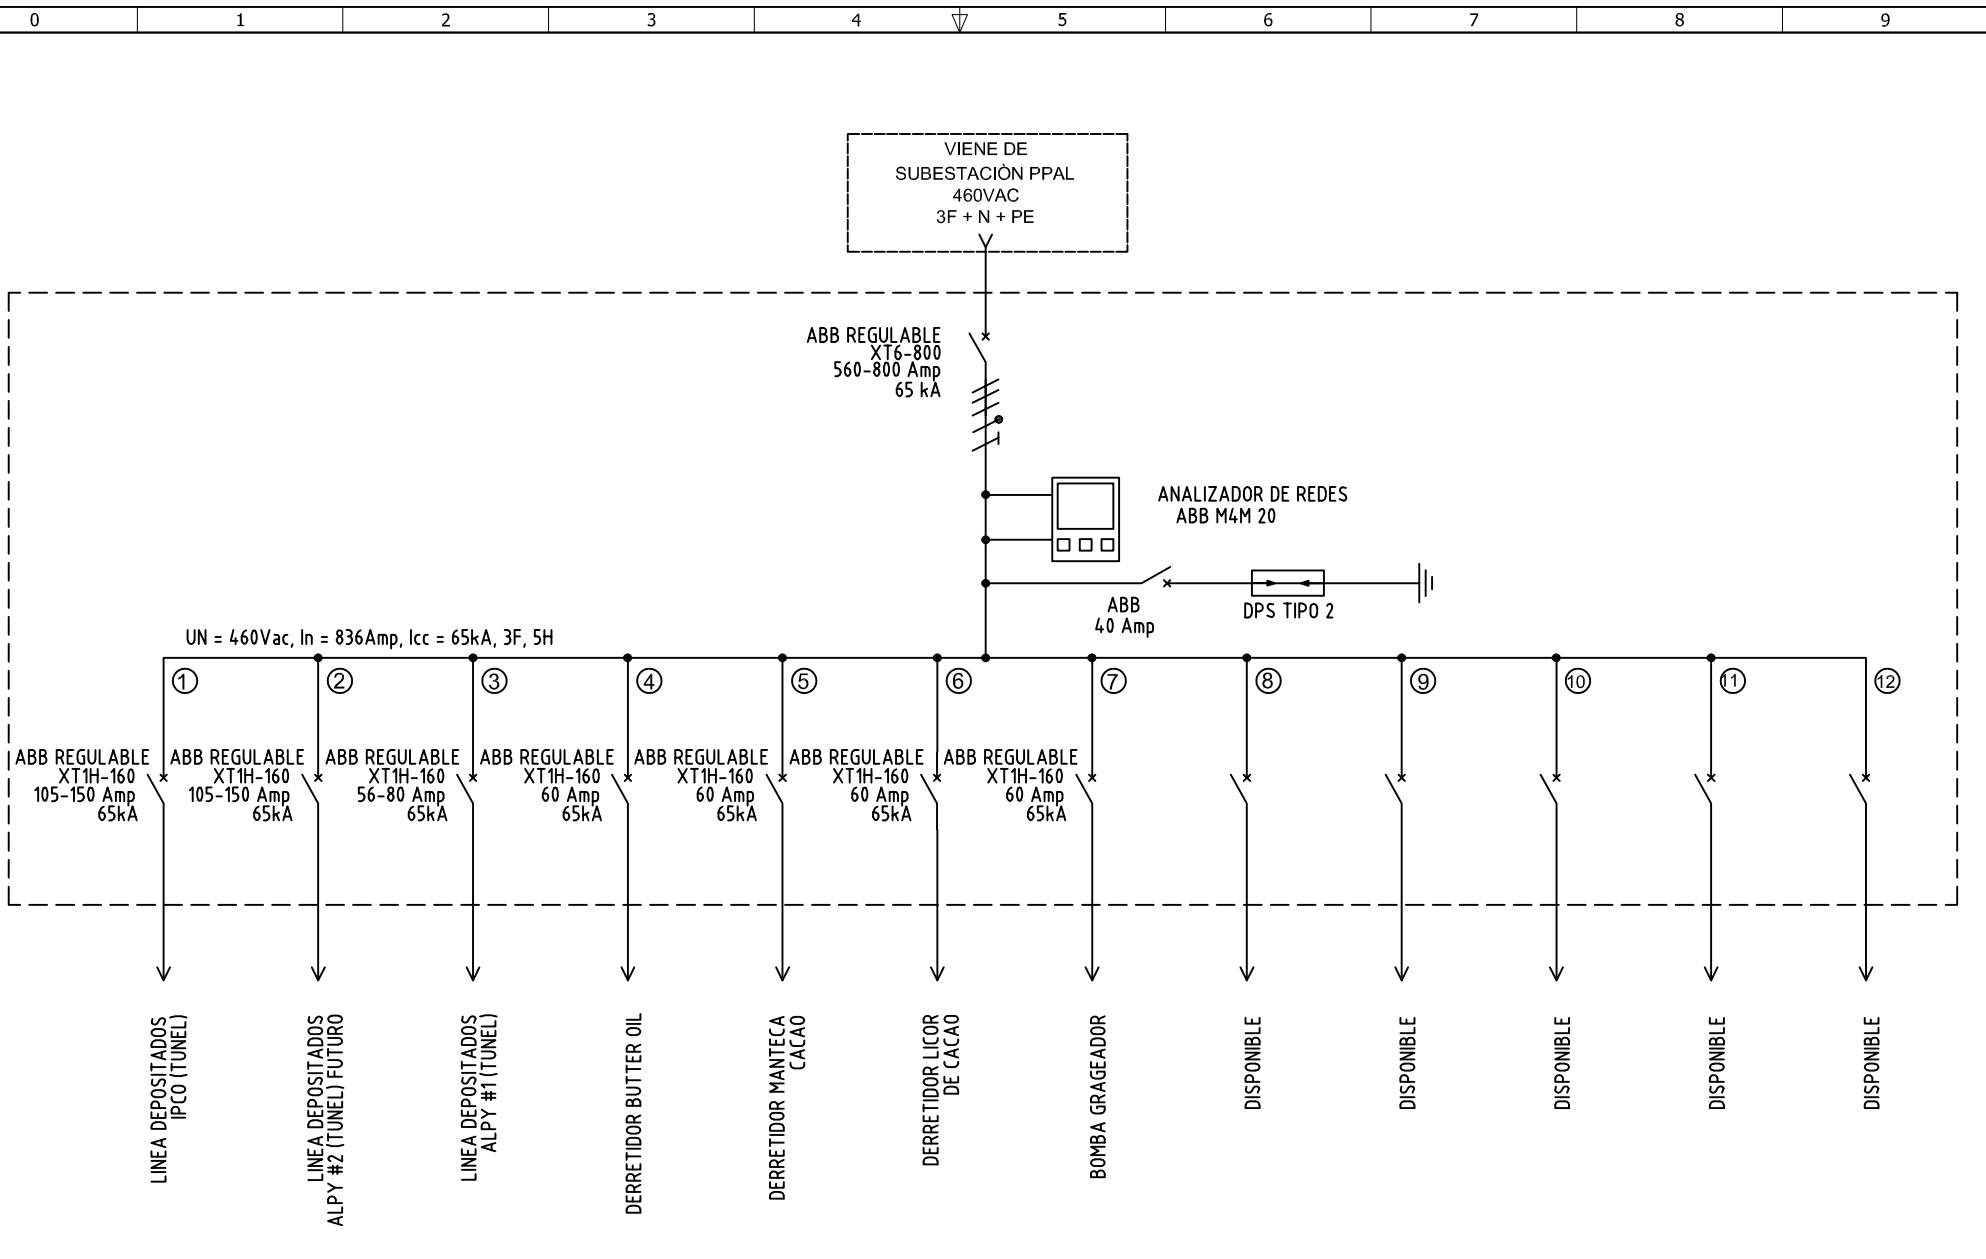 0 1 2 3 4 5 6 7 8 9
VIENE DE
SUBESTACIÒN PPAL
460VAC
3F + N + PE
ABB REGULABLE
XT6-800
560-800 Amp
65 kA
ANALIZADOR DE REDES
ABB M4M 20
ABB
40 Amp
DPS TIPO 2
UN = 460Vac, In = 836Amp, Icc = 65kA, 3F, 5H
1
2
3
4
5
6
7
8
9
10
11
12
ABB REGULABLE
XT1H-160
105-150 Amp
65kA
ABB REGULABLE
XT1H-160
105-150 Amp
65kA
ABB REGULABLE
XT1H-160
56-80 Amp
65kA
ABB REGULABLE
XT1H-160
60 Amp
65kA
ABB REGULABLE
XT1H-160
60 Amp
65kA
ABB REGULABLE
XT1H-160
60 Amp
65kA
ABB REGULABLE
XT1H-160
60 Amp
65kA
LINEA DEPOSITADOS
IPCO (TUNEL)
LINEA DEPOSITADOS
ALPY #2 (TUNEL) FUTURO
LINEA DEPOSITADOS
ALPY #1 (TUNEL)
DERRETIDOR BUTTER OIL
DERRETIDOR MANTECA
CACAO
DERRETIDOR LICOR
DE CACAO
BOMBA GRAGEADOR
DISPONIBLE
DISPONIBLE
DISPONIBLE
DISPONIBLE
DISPONIBLE